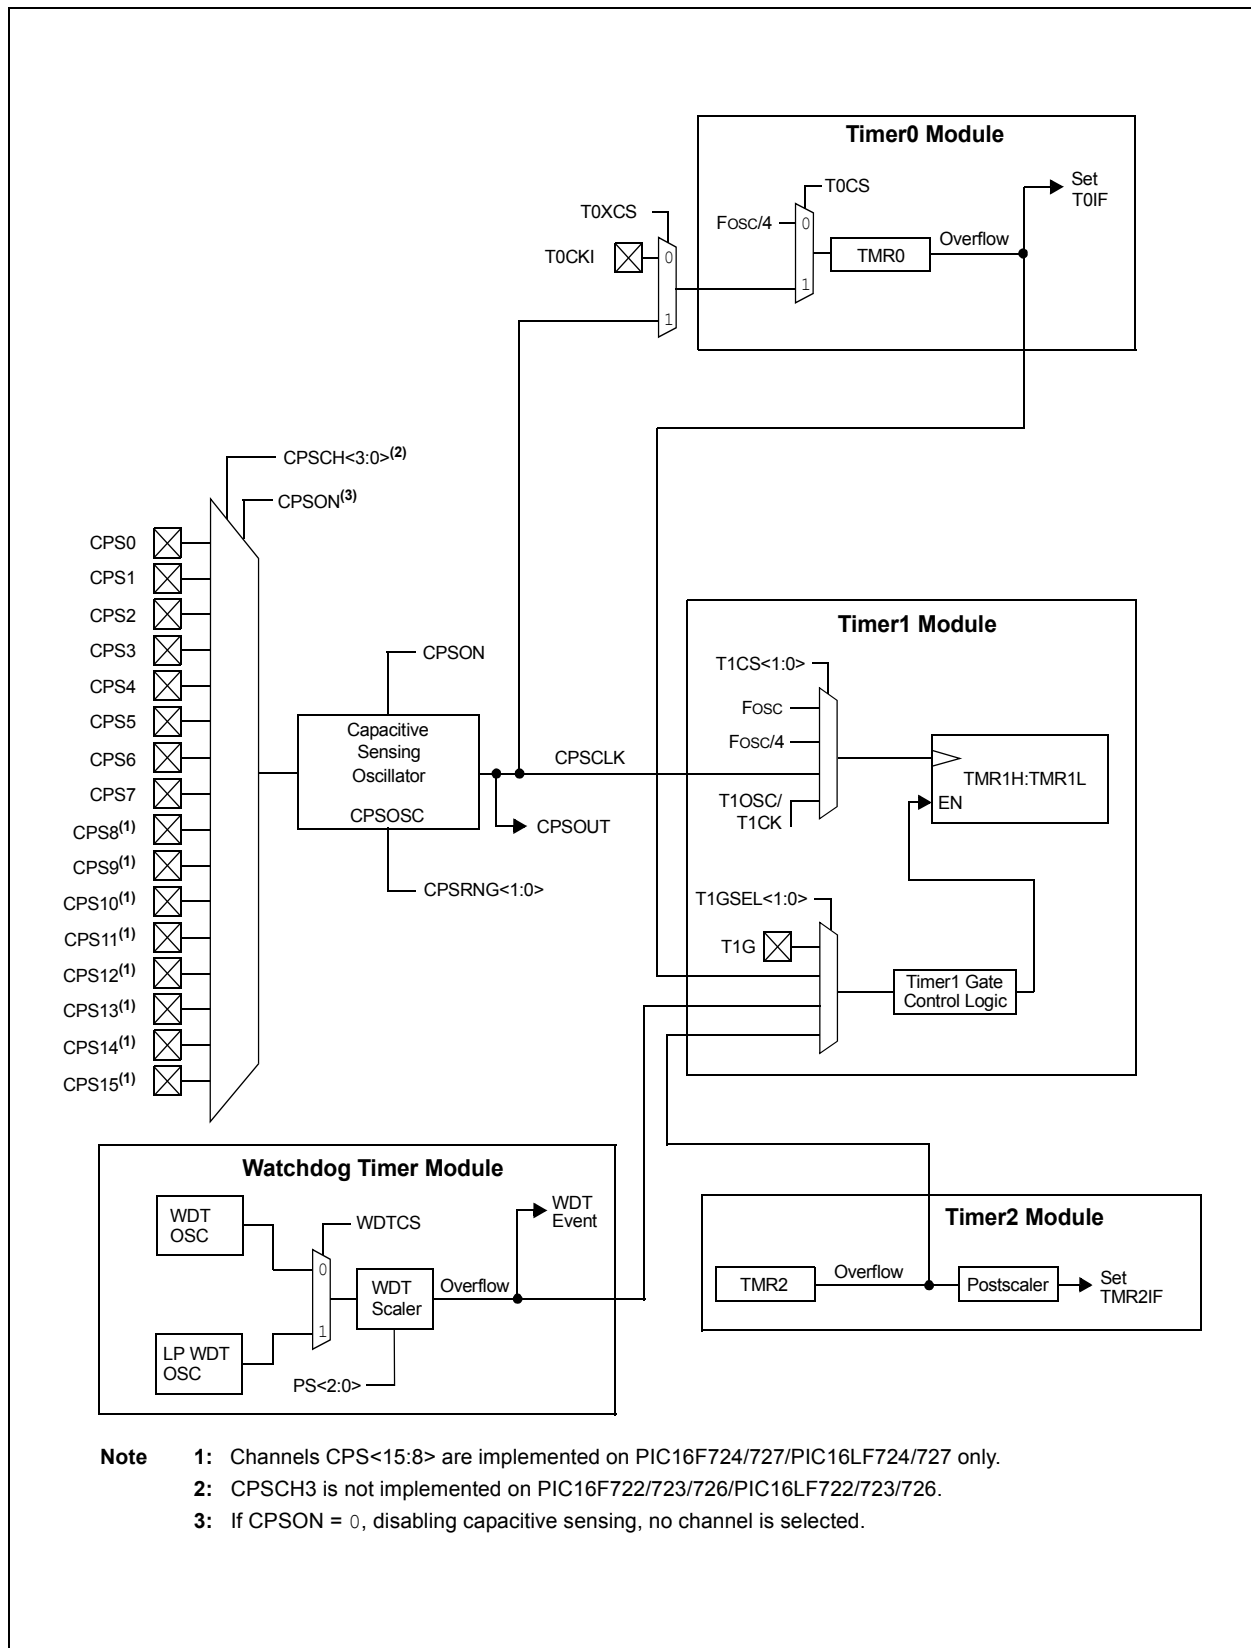 Timer0 Module
T0CS
Set
T0IF
T0XCS
FOSC/4
0
Overflow
T0CKI
0
TMR0
1
1
CPSCH<3:0>(2)
CPSON(3)
CPS0
CPS1
CPS2
CPS3
CPS4
CPS5
CPS6
CPS7
CPS8(1)
CPS9(1)
CPS10(1)
CPS11(1)
CPS12(1)
CPS13(1)
CPS14(1)
CPS15(1)
CPSON
Capacitive
Sensing
Oscillator
CPSOSC
CPSCLK
CPSOUT
CPSRNG<1:0>
Timer1 Module
T1CS<1:0>
FOSC
FOSC/4
T1OSC/
T1CK
TMR1H:TMR1L
EN
T1GSEL<1:0>
T1G
Timer1 Gate
Control Logic
Watchdog Timer Module
WDT
OSC
WDTCS
WDT
Event
0
WDT
Scaler
Overflow
1
LP WDT
OSC
PS<2:0>
Timer2 Module
TMR2
Overflow
Postscaler
Set
TMR2IF
Note 1: Channels CPS<15:8> are implemented on PIC16F724/727/PIC16LF724/727 only.
2: CPSCH3 is not implemented on PIC16F722/723/726/PIC16LF722/723/726.
3: If CPSON = 0, disabling capacitive sensing, no channel is selected.